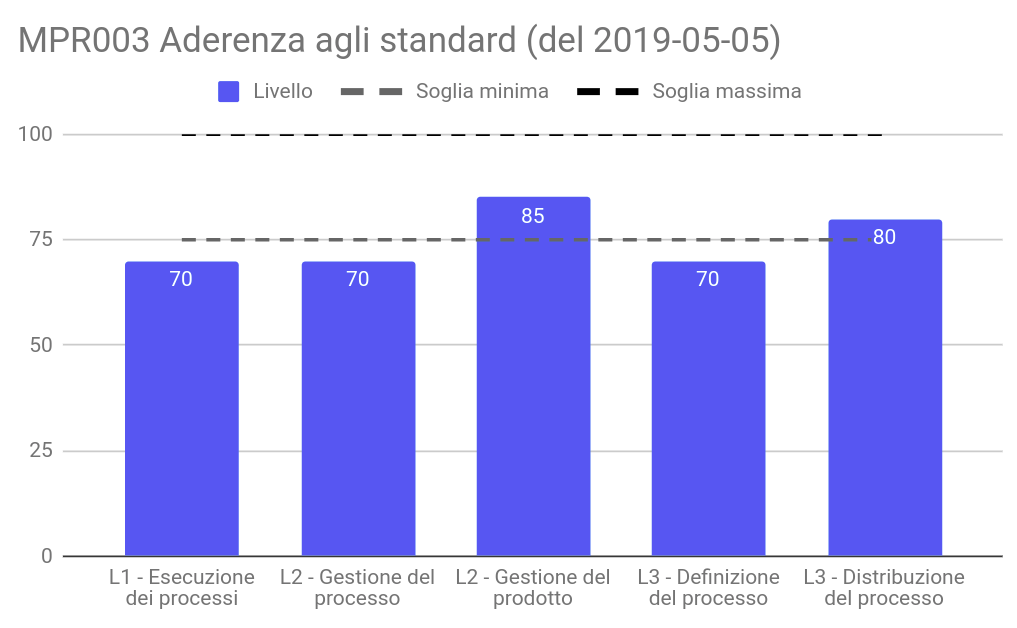 MPR003 Aderenza agli standard (del 2019-05-05)
Livello Soglia minima Soglia massima
100
75
50
25
0
70
70
85
70
80
L1 - Esecuzione
dei processi
L2 - Gestione del
processo
L2 - Gestione del
prodotto
L3 - Definizione
del processo
L3 - Distribuzione
del processo